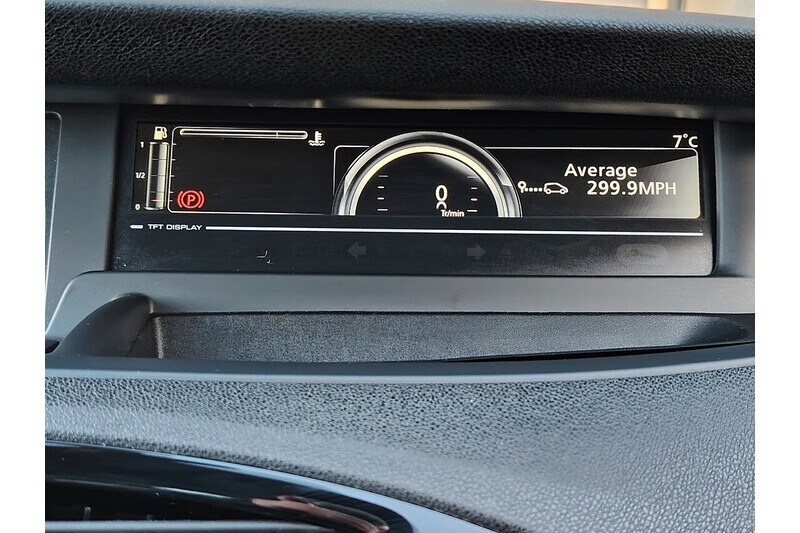 7°C
1
1/2
0
(P)
0
Tr/min
Average
299.9MPH
TFT DISPLAY